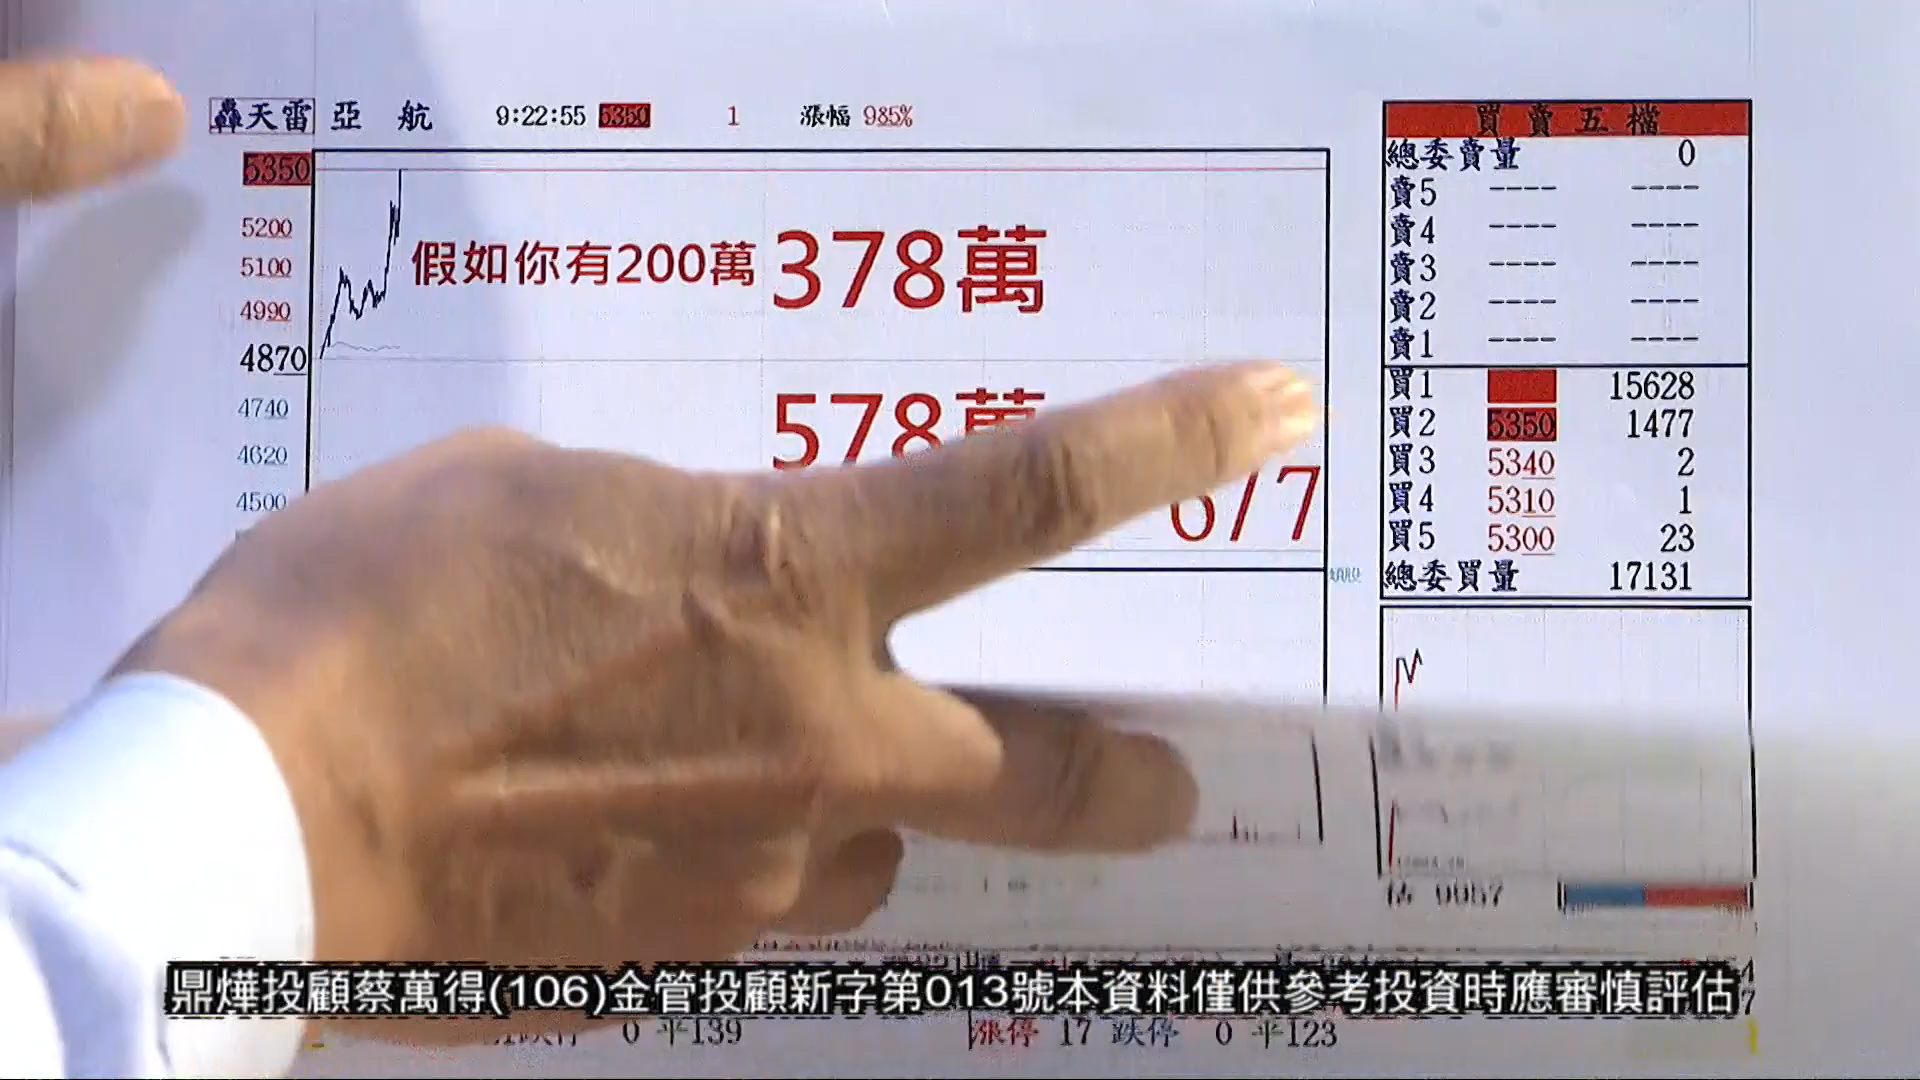 轟天雷 亞 航 9:22:55 5350 1 漲幅 985%
5350
5200
5100
4990
4870
4740
4620
4500
假如你有200萬 378萬
578萬
6/7
買賣五檔
總委賣量 0
賣5 ---- ----
賣4 ---- ----
賣3 ---- ----
賣2 ---- ----
賣1 ---- ----
買1 15628
買2 5350 1477
買3 5340 2
買4 5310 1
買5 5300 23
總委買量 17131
鼎燁投顧蔡萬得(106)金管投顧新字第013號本資料僅供參考投資時應審慎評估
0 平139
漲停 17 跌停 0 平123